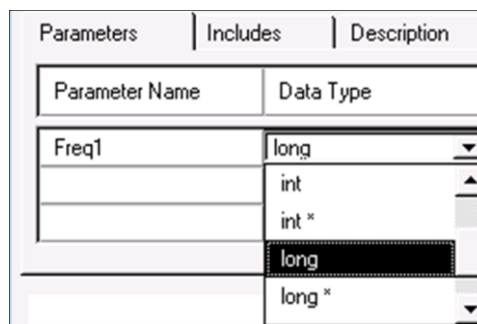 Parameters Includes Description
Parameter Name Data Type
Freq1 long
int
int *
long
long *